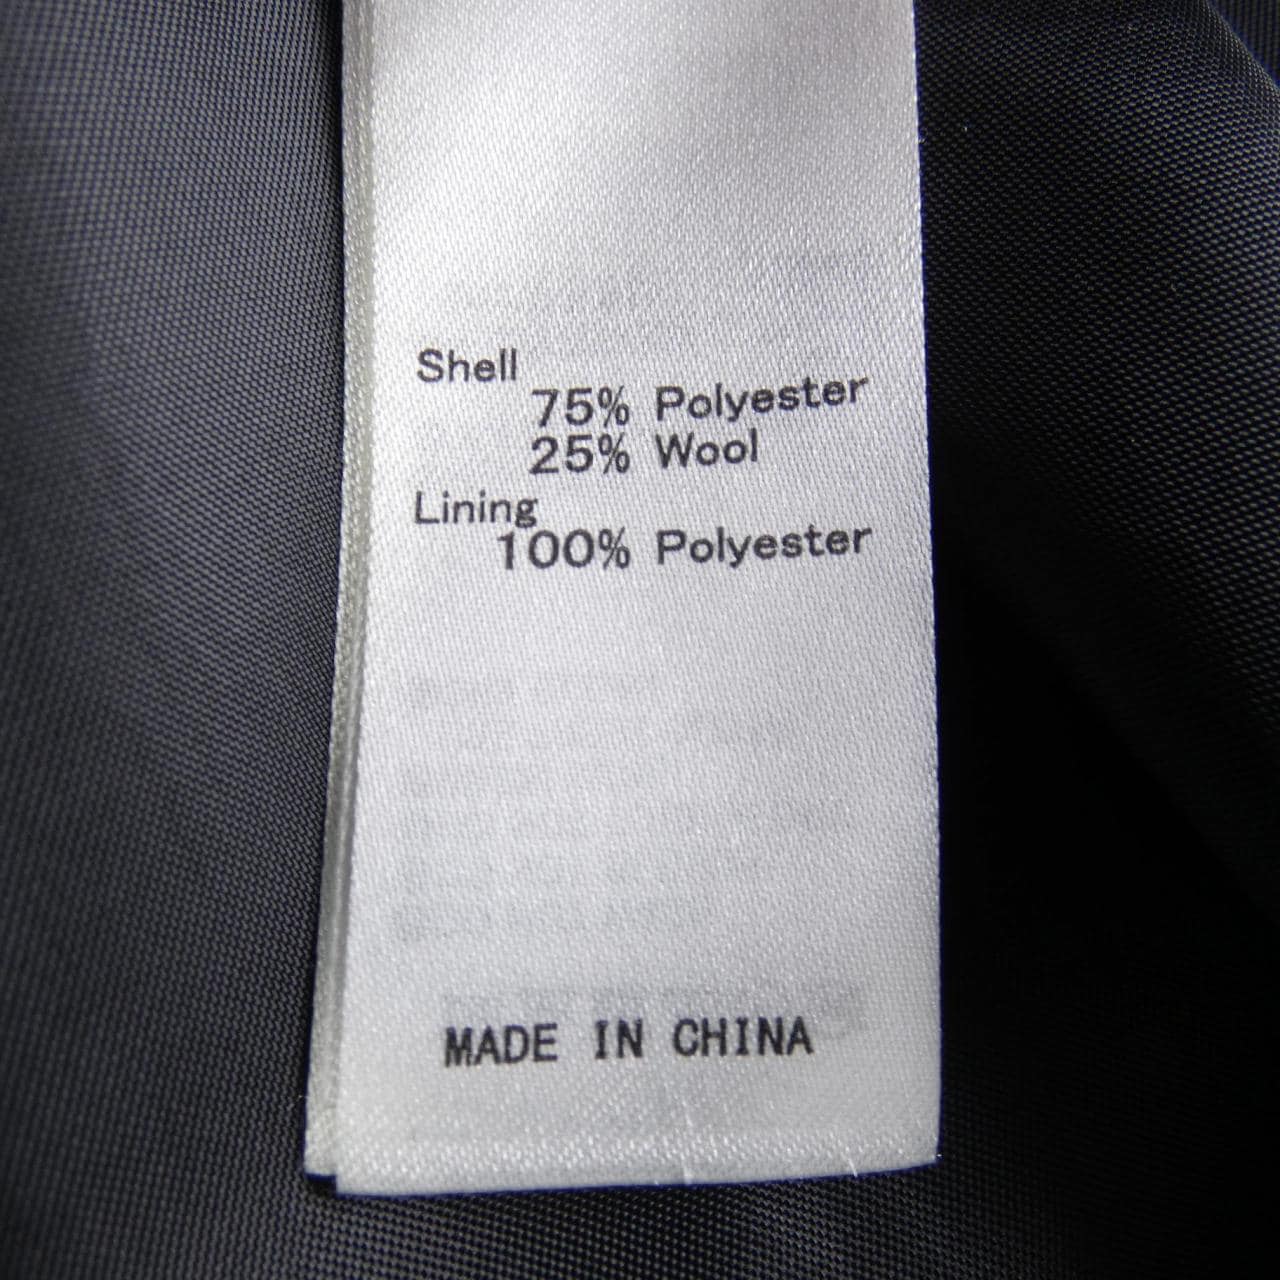 Shell
75% Polyester
25% Wool
Lining
100% Polyester
MADE IN CHINA